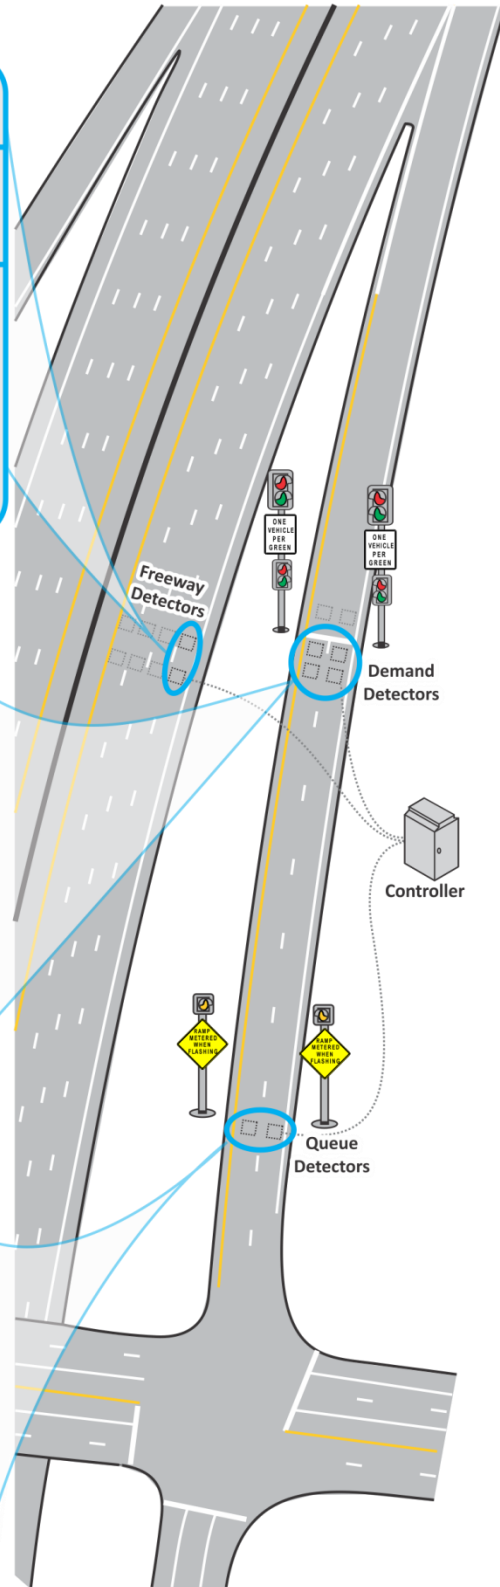 ONE
VEHICLE
PER
GREEN
ONE
VEHICLE
PER
GREEN
Freeway
Detectors
Demand
Detectors
Controller
RAMP
METERED
WHEN
FLASHING
RAMP
METERED
WHEN
FLASHING
Queue
Detectors